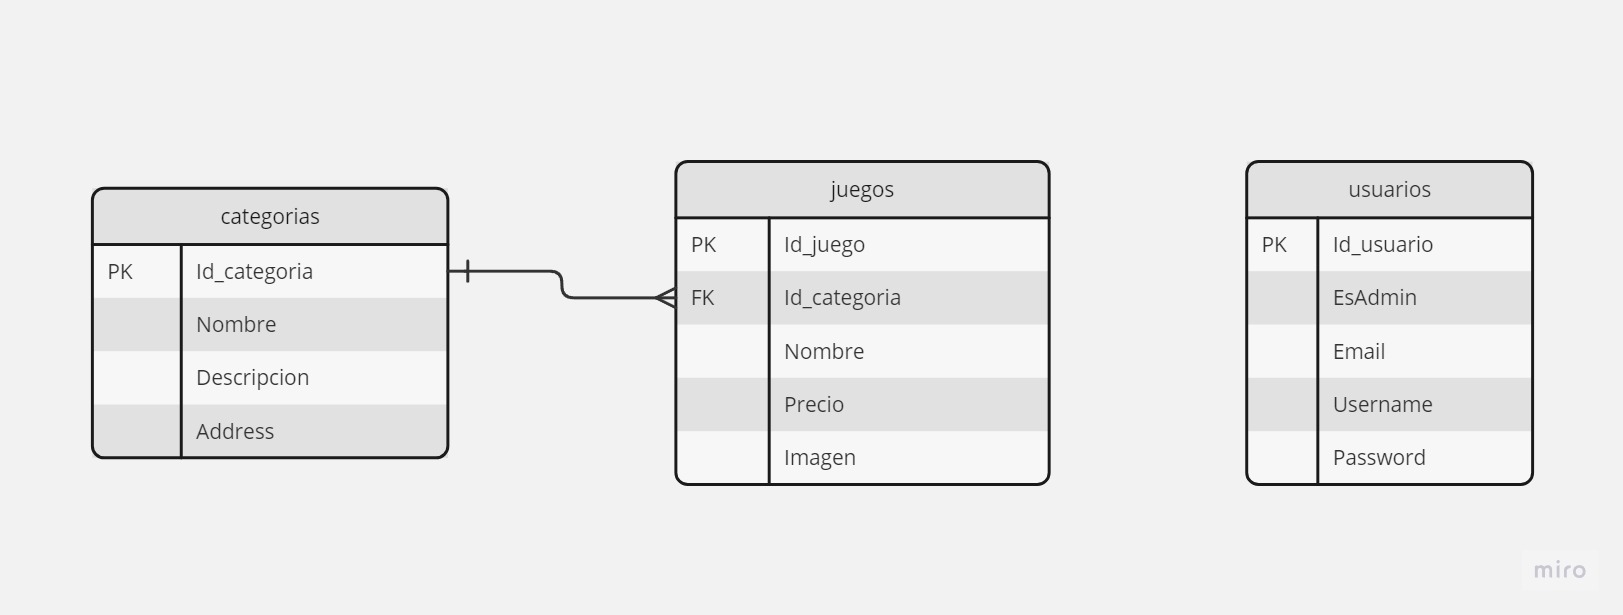 categorias
PK Id_categoria
Nombre
Descripcion
Address
juegos
PK Id_juego
FK Id_categoria
Nombre
Precio
Imagen
usuarios
PK Id_usuario
EsAdmin
Email
Username
Password
miro